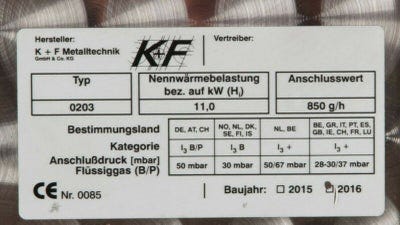 Hersteller: Vertreiber:
K + F Metalltechnik
GmbH & Co. KG
K+F
Typ Nennwärmebelastung bez. auf kW (Hi) Anschlusswert
0203 11,0 850 g/h
Bestimmungsland DE, AT, CH NO, NL, DK, SE, FI, IS NL, BE BE, GR, IT, PT, ES, GB, IE, CH, FR, LU
Kategorie I3 B/P I3 B I3 + I3 +
Anschlußdruck [mbar] Flüssiggas (B/P) 50 mbar 30 mbar 50/67 mbar 28-30/37 mbar
CE Nr. 0085 Baujahr: 2015 2016